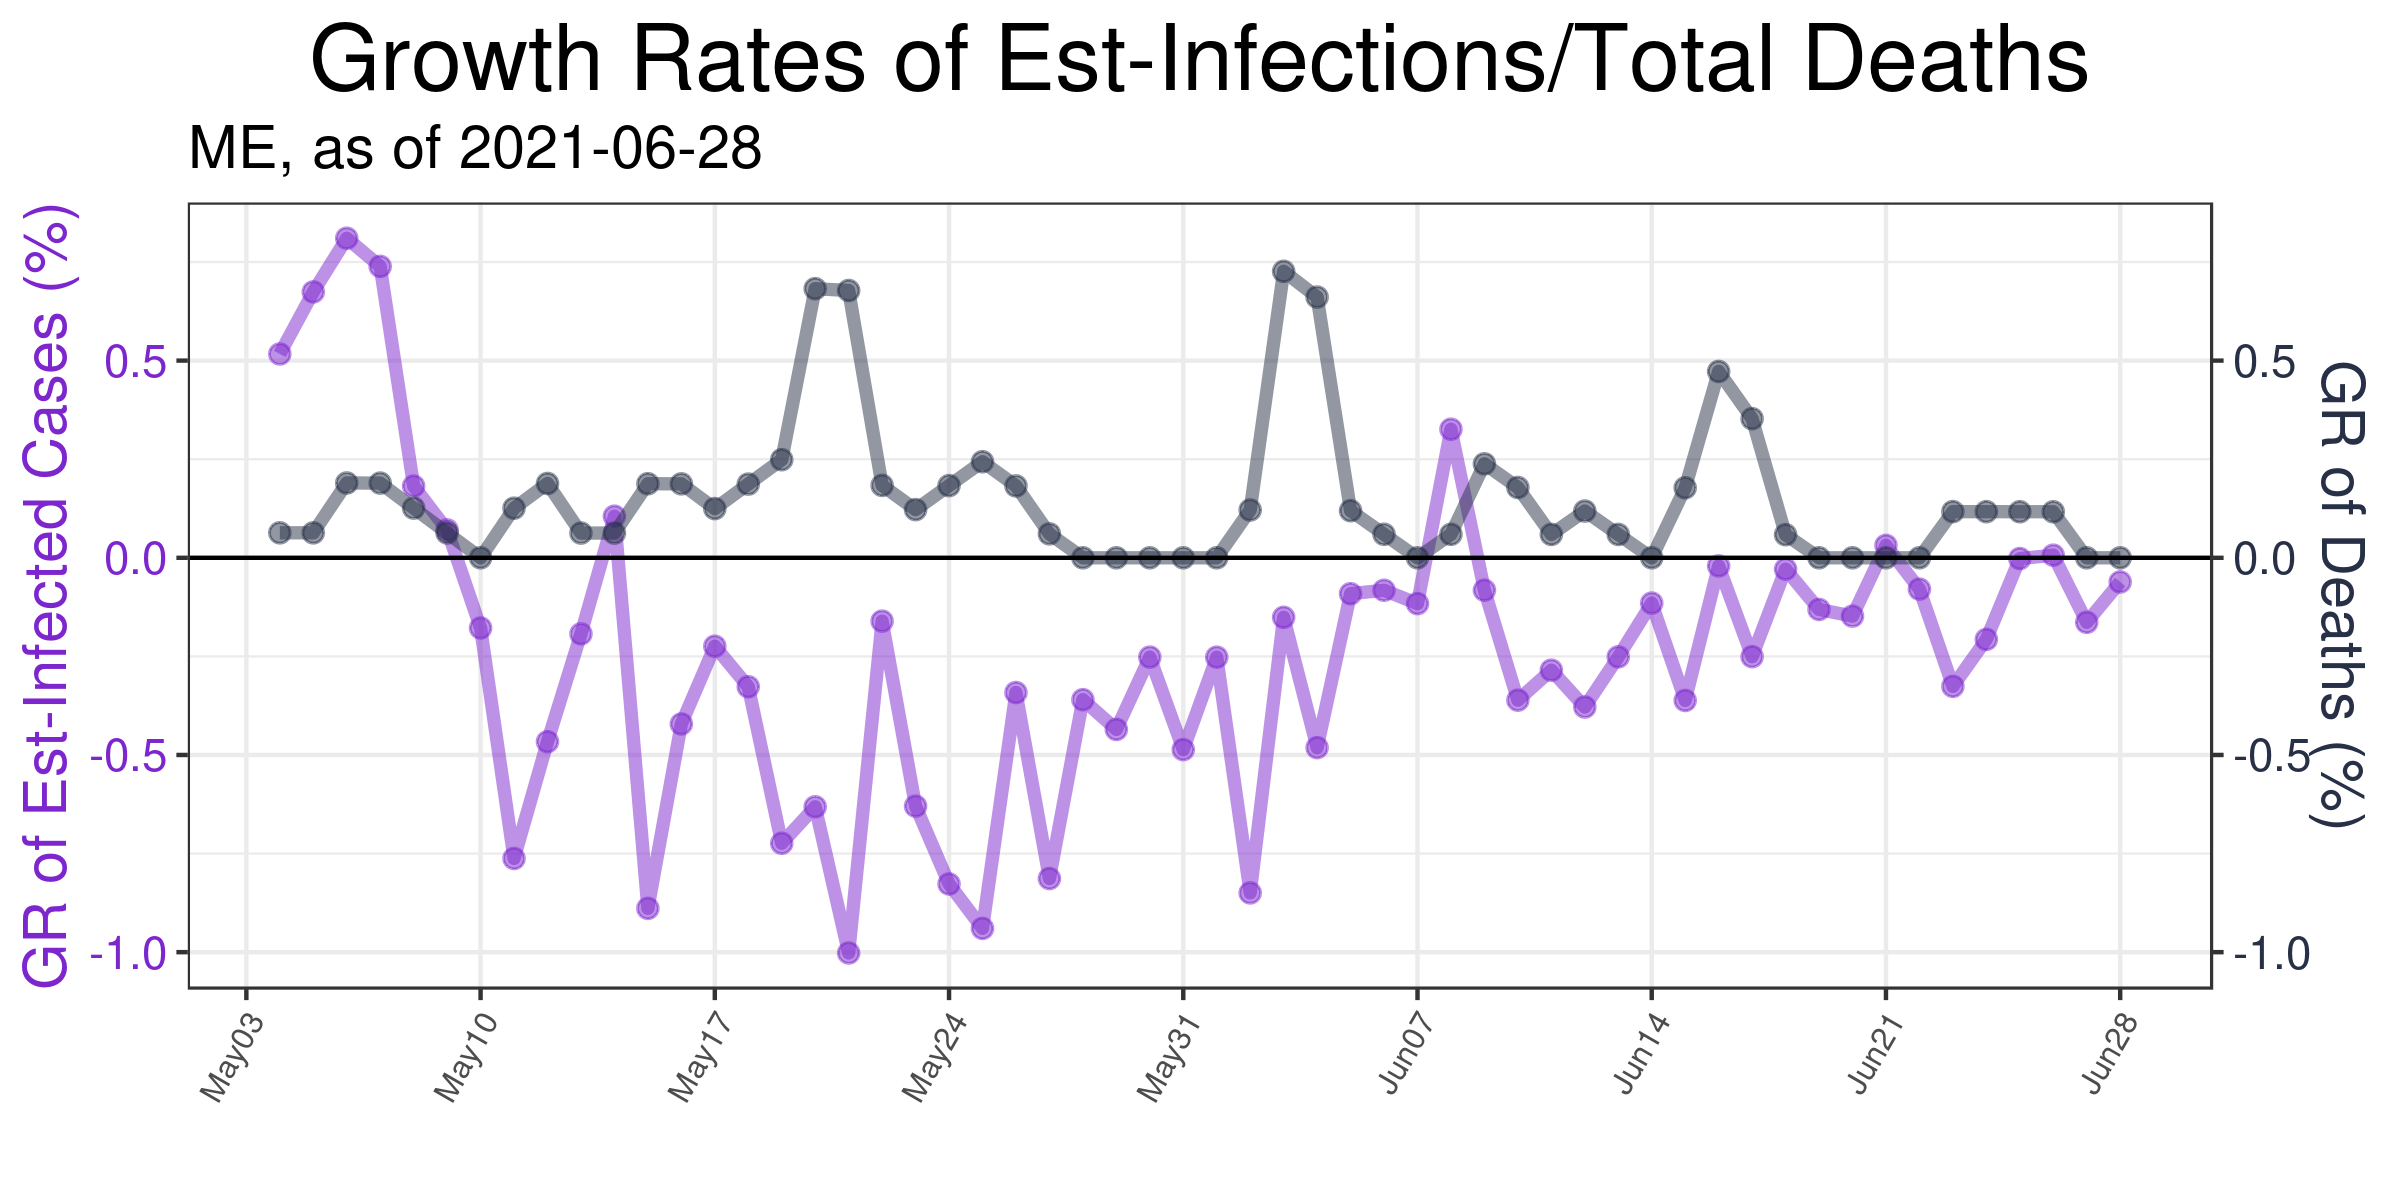 Growth Rates of Est-Infections/Total Deaths
ME, as of 2021-06-28
GR of Est-Infected Cases (%)
0.5
0.0
-0.5
-1.0
0.5
0.0
-0.5
-1.0
GR of Deaths (%)
May03
May10
May17
May24
May31
Jun07
Jun14
Jun21
Jun28